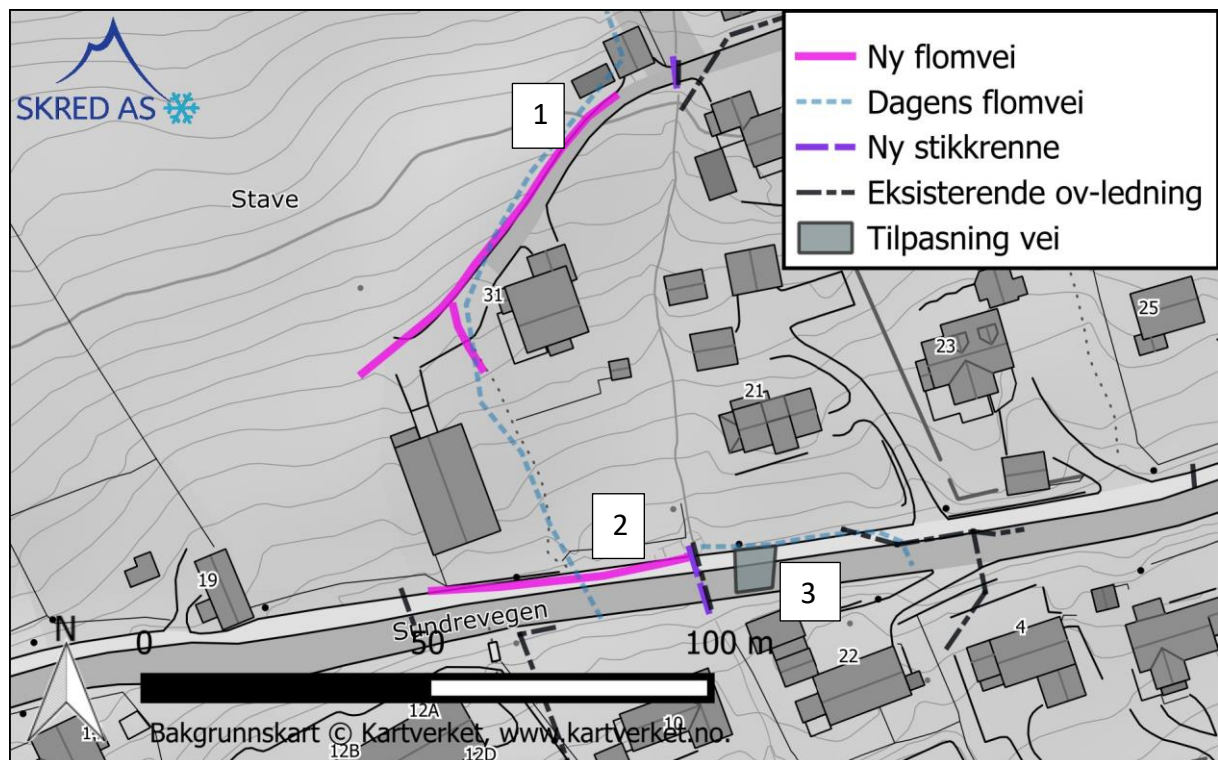 SKRED AS
Ny flomvei
Dagens flomvei
Ny stikkrenne
Eksisterende ov-ledning
Tilpasning vei
1
Stave
31
25
23
21
2
19
3
Sundrevegen
N
0
50
100 m
4
22
12A
10
Bakgrunnskart © Kartverket, www.kartverket.no.
12B
12D